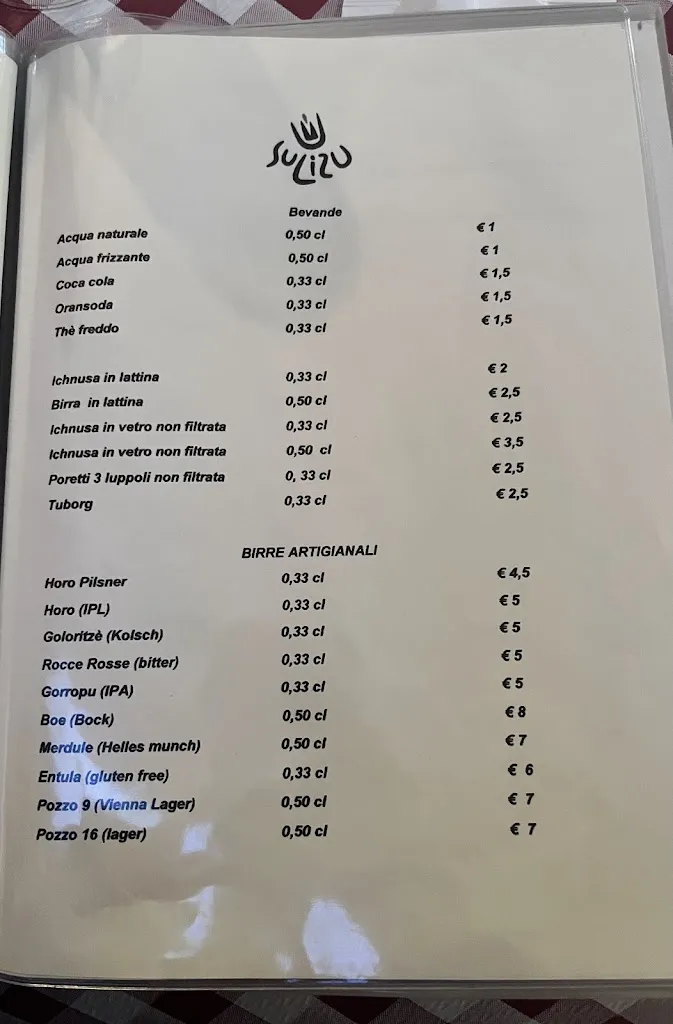 SULIZU
Bevande
Acqua naturale 0,50 cl € 1
Acqua frizzante 0,50 cl € 1
Coca cola 0,33 cl € 1,5
Oransoda 0,33 cl € 1,5
Thè freddo 0,33 cl € 1,5
Ichnusa in lattina 0,33 cl € 2
Birra in lattina 0,50 cl € 2,5
Ichnusa in vetro non filtrata 0,33 cl € 2,5
Ichnusa in vetro non filtrata 0,50 cl € 3,5
Poretti 3 luppoli non filtrata 0, 33 cl € 2,5
Tuborg 0,33 cl € 2,5
BIRRE ARTIGIANALI
Horo Pilsner 0,33 cl € 4,5
Horo (IPL) 0,33 cl € 5
Goloritzè (Kolsch) 0,33 cl € 5
Rocce Rosse (bitter) 0,33 cl € 5
Gorropu (IPA) 0,33 cl € 5
Boe (Bock) 0,50 cl € 8
Merdule (Helles munch) 0,50 cl € 7
Entula (gluten free) 0,33 cl € 6
Pozzo 9 (Vienna Lager) 0,50 cl € 7
Pozzo 16 (lager) 0,50 cl € 7